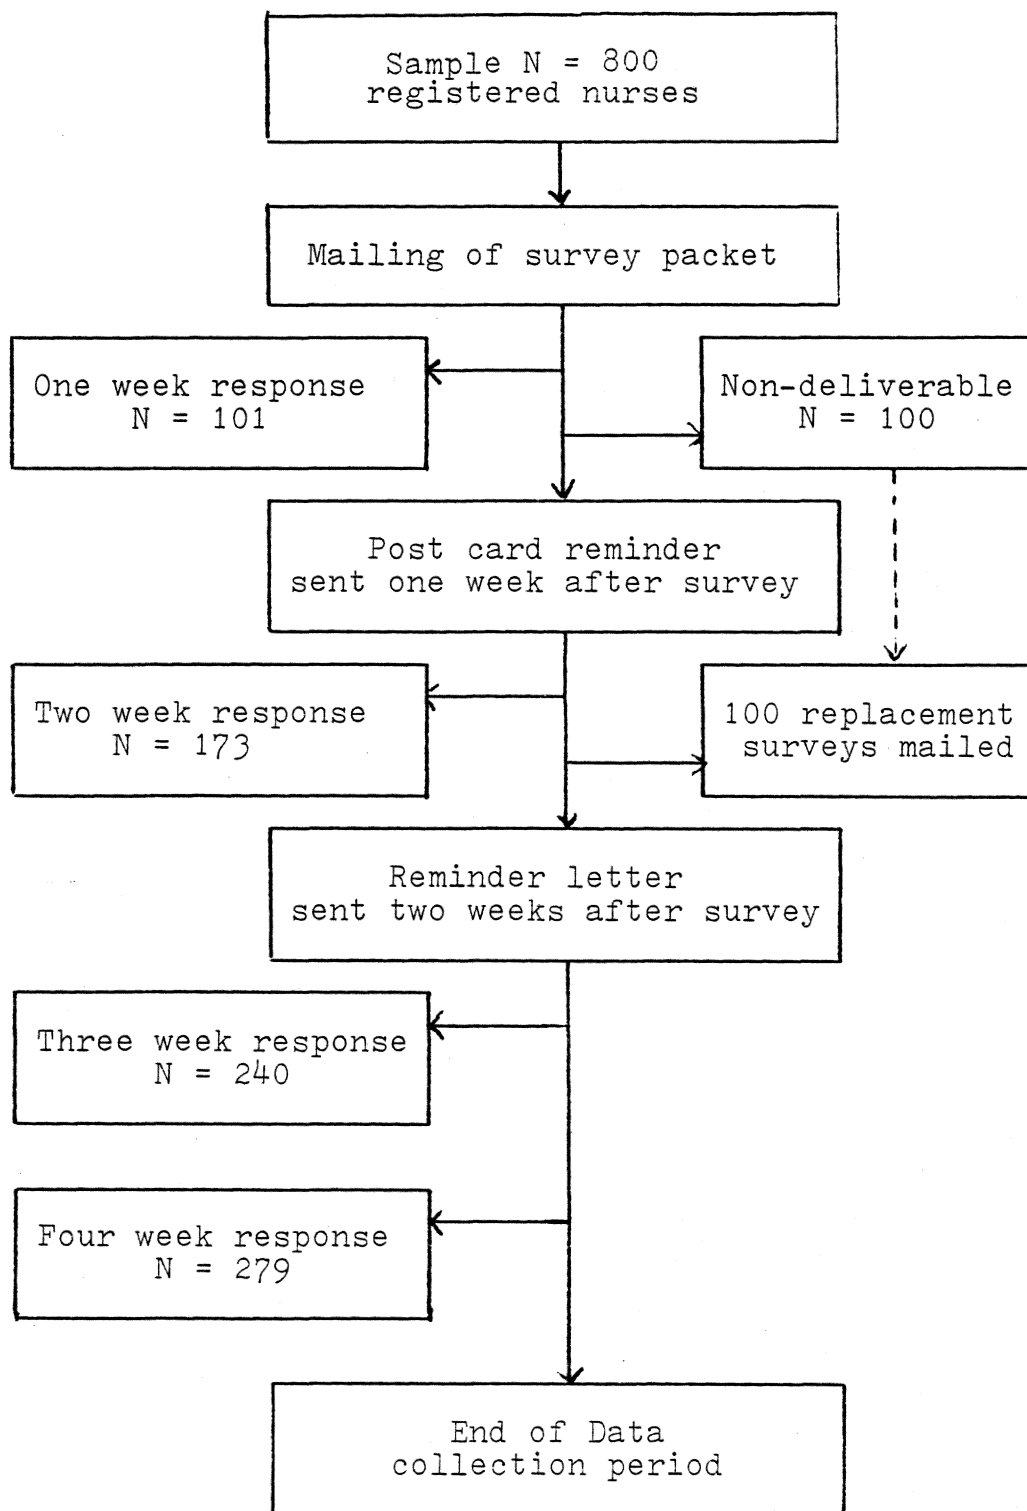 Sample N = 800
registered nurses
Mailing of survey packet
One week response
N = 101
Non-deliverable
N = 100
Post card reminder
sent one week after survey
Two week response
N = 173
100 replacement
surveys mailed
Reminder letter
sent two weeks after survey
Three week response
N = 240
Four week response
N = 279
End of Data
collection period